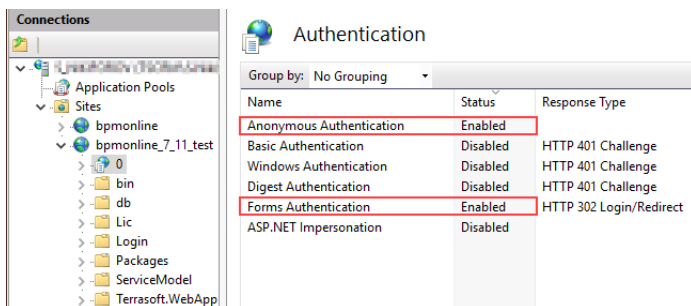 Connections
Application Pools
Sites
bpmonline
bpmonline_7_11_test
0
bin
db
Lic
Login
Packages
ServiceModel
Terrasoft.WebApp
Authentication
Group by: No Grouping
Name Status Response Type
Anonymous Authentication Enabled
Basic Authentication Disabled HTTP 401 Challenge
Windows Authentication Disabled HTTP 401 Challenge
Digest Authentication Disabled HTTP 401 Challenge
Forms Authentication Enabled HTTP 302 Login/Redirect
ASP.NET Impersonation Disabled